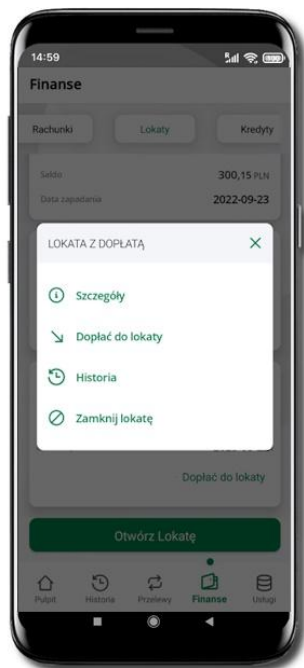 14:59
Finanse
Rachunki
Lokaty
Kredyty
Saldo
300,15 PLN
Data zapadania
2022-09-23
LOKATA Z DOPŁATĄ
Szczegóły
Dopłać do lokaty
Historia
Zamknij lokatę
Dopłać do lokaty
Otwórz Lokatę
Pulpit
Historia
Przelewy
Finanse
Usługi